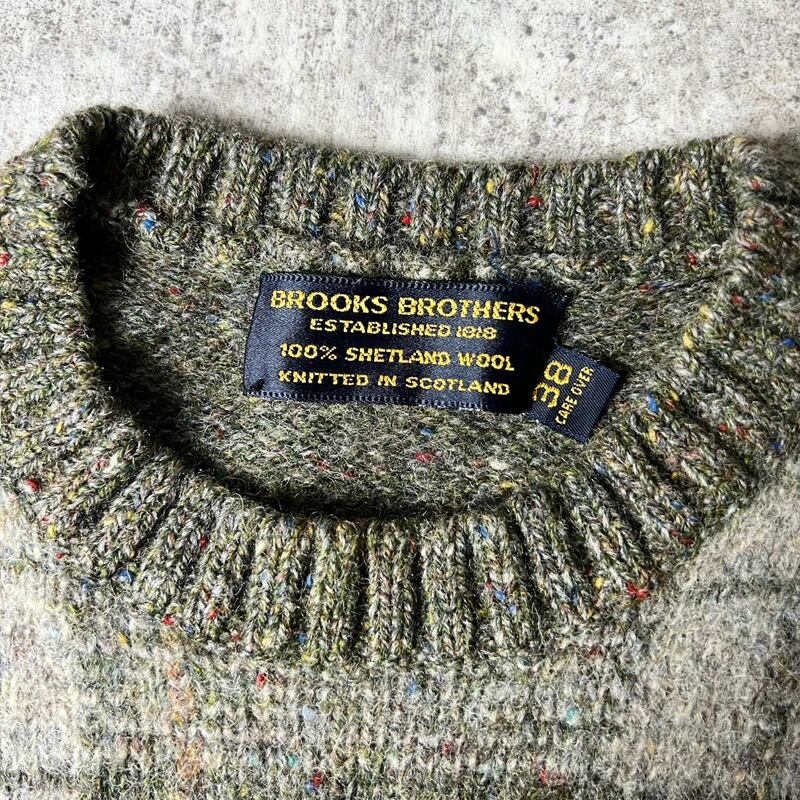 BROOKS BROTHERS
ESTABLISHED 1818
100% SHETLAND WOOL
KNITTED IN SCOTLAND
38
CARE OVER